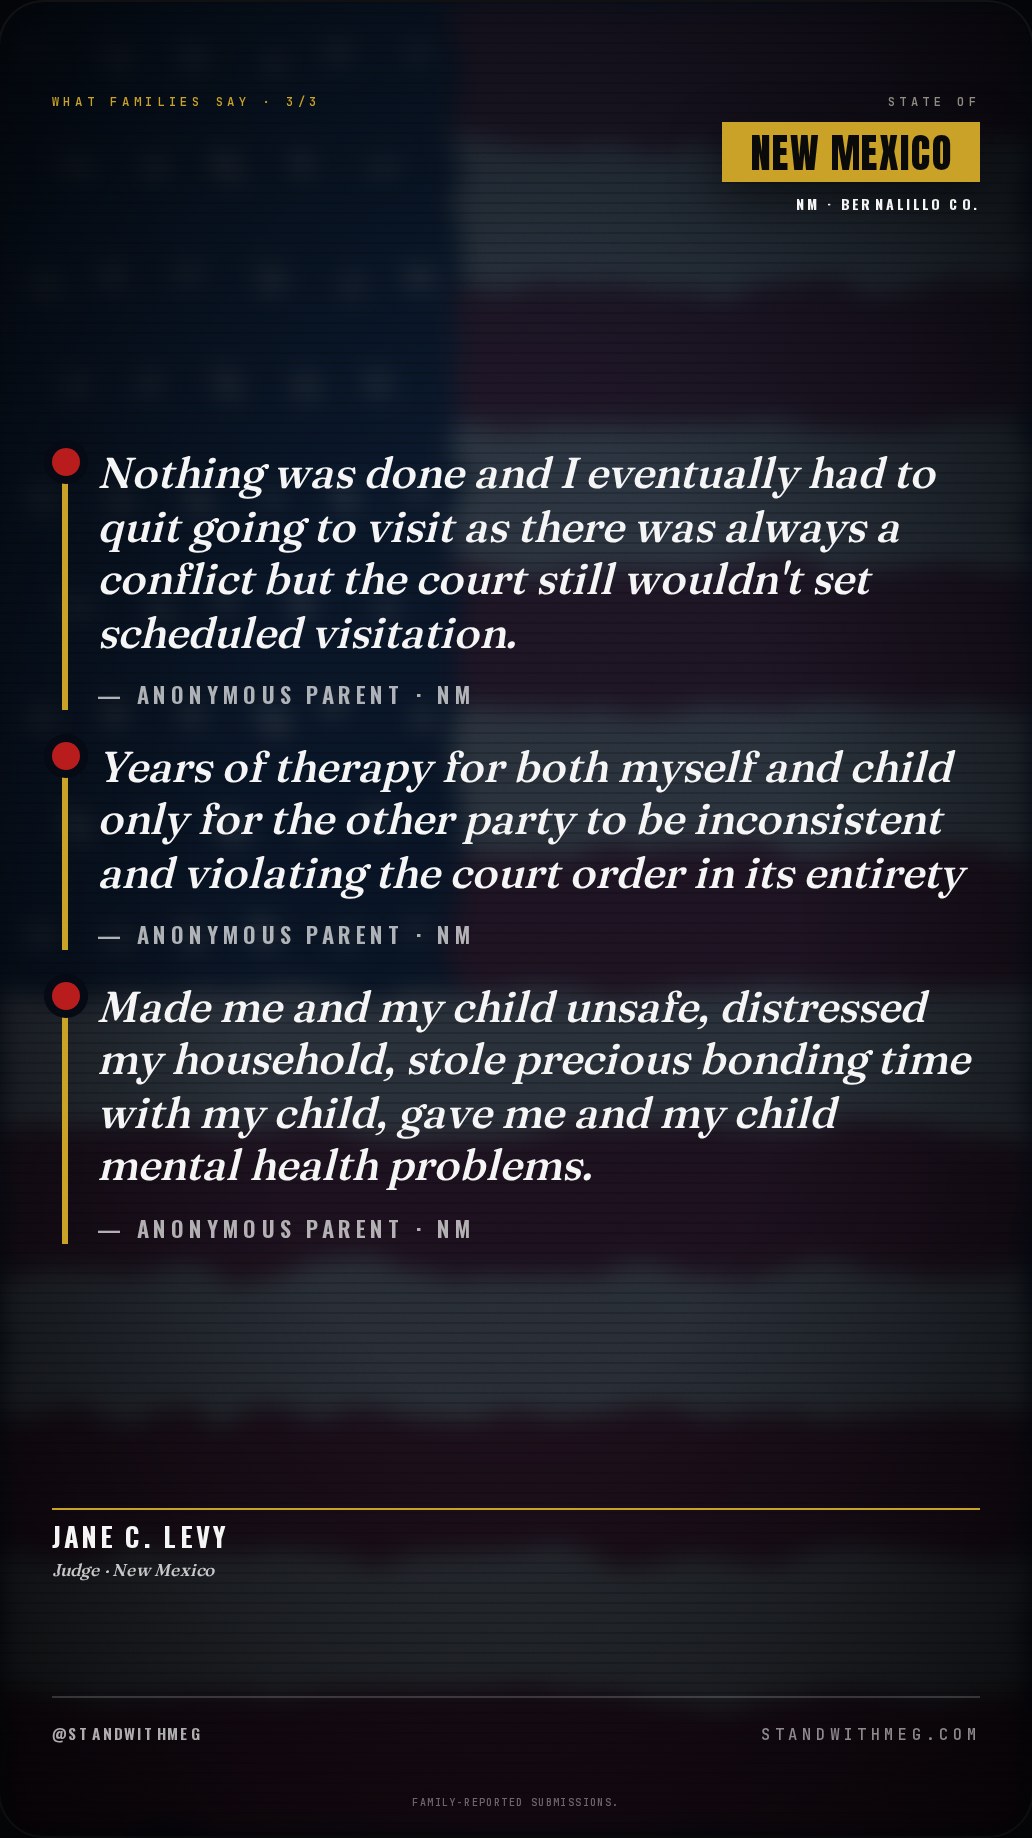 WHAT FAMILIES SAY · 3/3
STATE OF
NEW MEXICO
NM · BERNALILLO CO.
Nothing was done and I eventually had to
quit going to visit as there was always a
conflict but the court still wouldn't set
scheduled visitation.
— ANONYMOUS PARENT · NM
Years of therapy for both myself and child
only for the other party to be inconsistent
and violating the court order in its entirety
— ANONYMOUS PARENT · NM
Made me and my child unsafe, distressed
my household, stole precious bonding time
with my child, gave me and my child
mental health problems.
— ANONYMOUS PARENT · NM
JANE C. LEVY
Judge · New Mexico
@STANDWITHMEG
STANDWITHMEG.COM
FAMILY-REPORTED SUBMISSIONS.